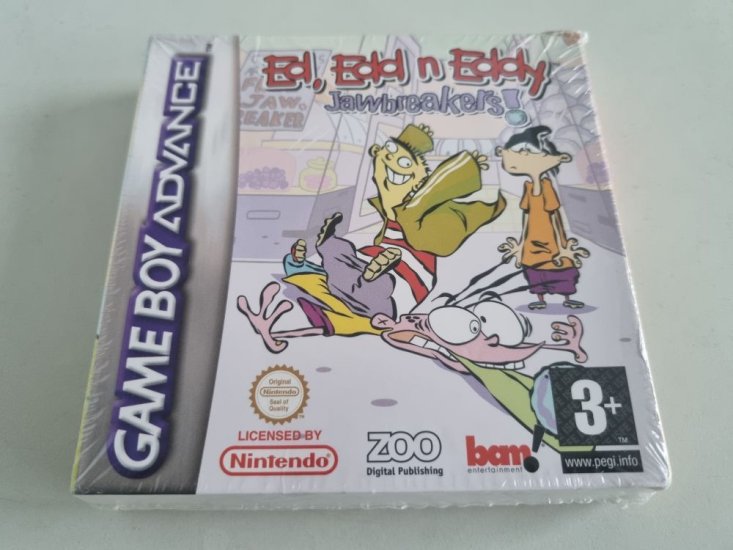 GAME BOY ADVANCE
Ed, Edd n Eddy
Jawbreakers!
JAW.
BREAKER
Original
Nintendo
Seal of
Quality
LICENSED BY
Nintendo
ZOO
Digital Publishing
bam!
entertainment
3+
TM
www.pegi.info